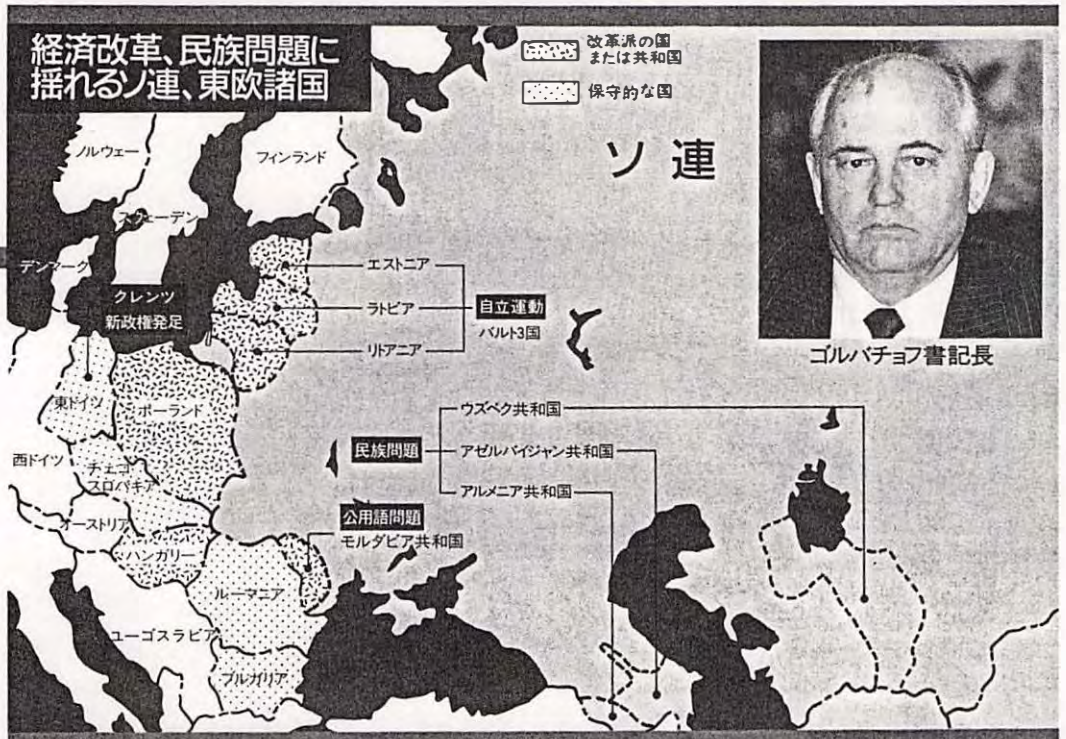 経済改革、民族問題に
揺れるソ連、東欧諸国
改革派の国
または共和国
保守的な国
ソ連
ゴルバチョフ書記長
ノルウェー
フィンランド
スウェーデン
デンマーク
クレンツ
新政権発足
エストニア
ラトビア
リトアニア
自立運動
バルト3国
東ドイツ
ポーランド
西ドイツ
チェコ
スロバキア
オーストリア
ハンガリー
ルーマニア
ユーゴスラビア
ブルガリア
民族問題
ウズベク共和国
アゼルバイジャン共和国
アルメニア共和国
公用語問題
モルダビア共和国